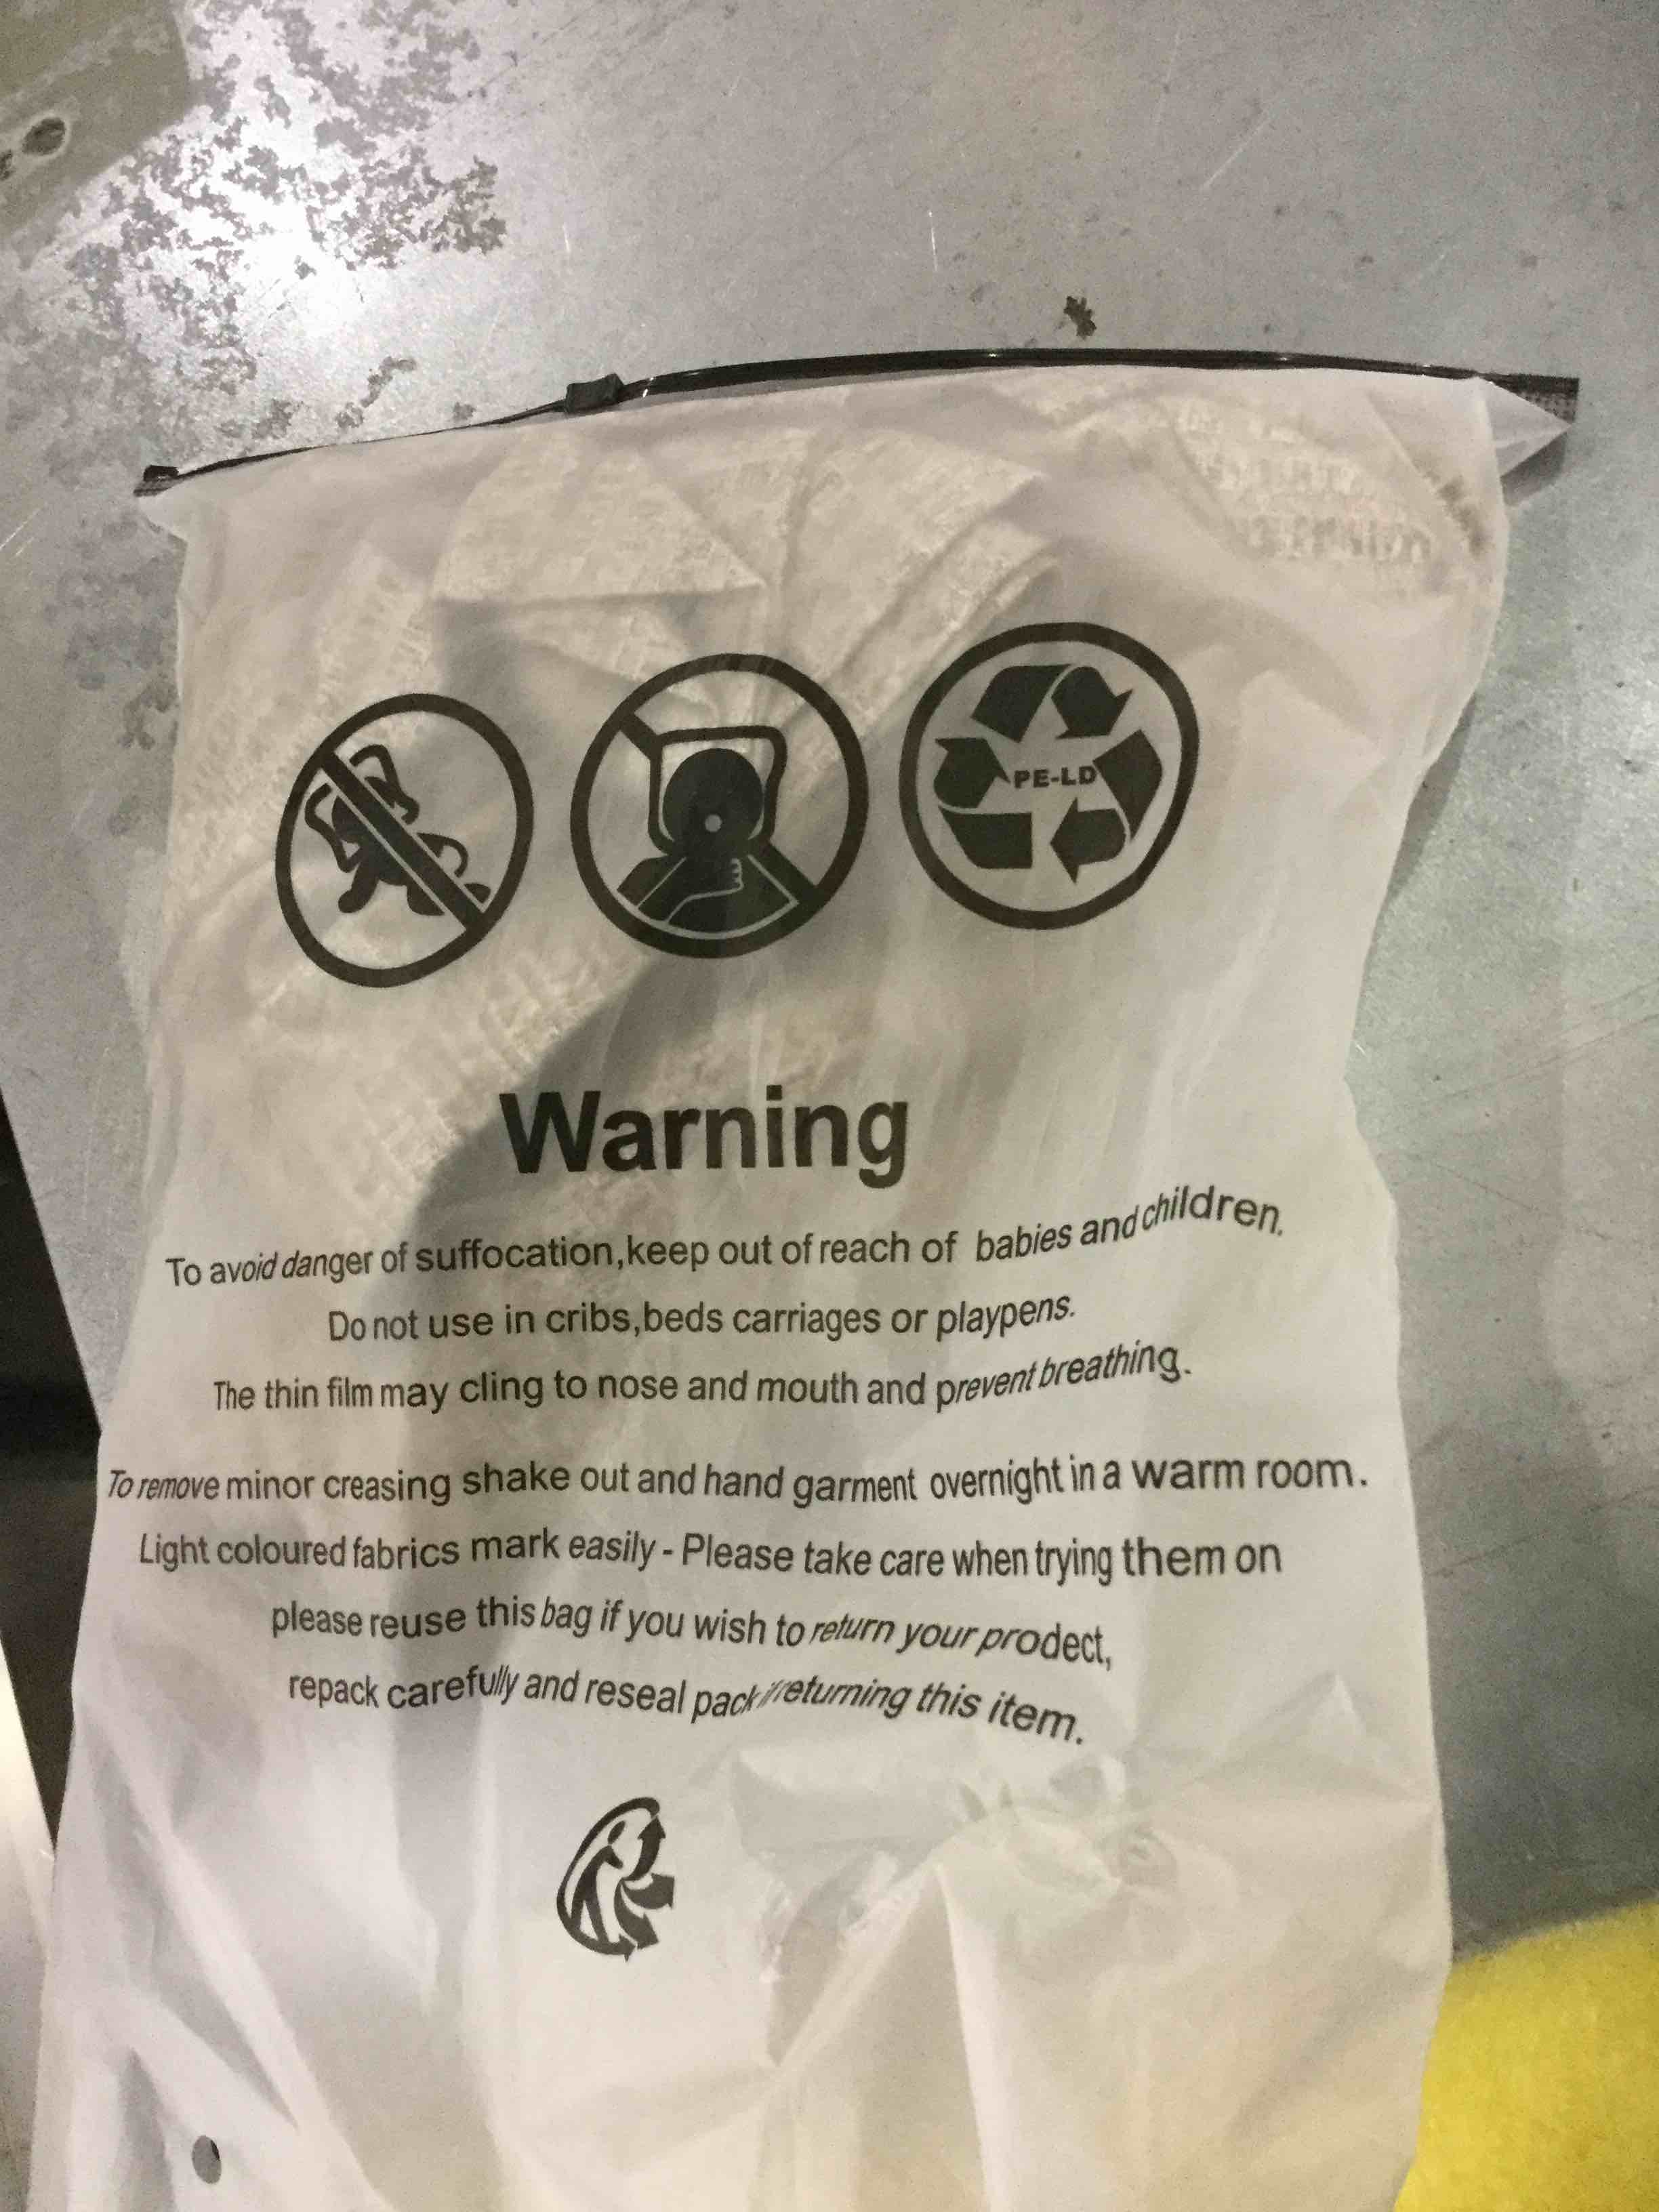 PE-LD
Warning
To avoid danger of suffocation,keep out of reach of babies and children.
Do not use in cribs,beds carriages or playpens.
The thin film may cling to nose and mouth and prevent breathing.
To remove minor creasing shake out and hand garment overnight in a warm room.
Light coloured fabrics mark easily - Please take care when trying them on
please reuse this bag if you wish to return your prodect,
repack carefully and reseal pack if returning this item.